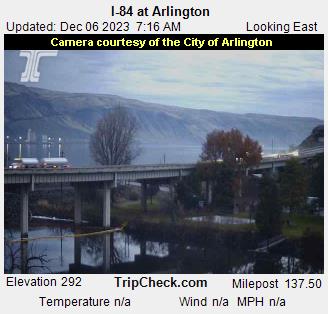 I-84 at Arlington
Updated: Dec 06 2023 7:16 AM Looking East
Camera courtesy of the City of Arlington
Elevation 292 TripCheck.com Milepost 137.50
Temperature n/a Wind n/a MPH n/a